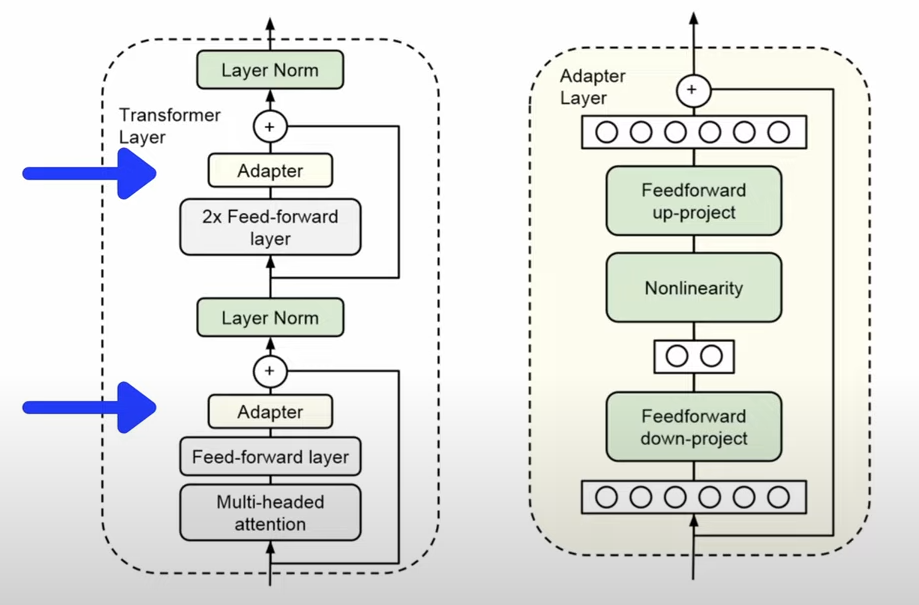 Layer Norm
Transformer
Layer
+
Adapter
2x Feed-forward
layer
Layer Norm
+
Adapter
Feed-forward layer
Multi-headed
attention
Adapter
Layer
+
Feedforward
up-project
Nonlinearity
Feedforward
down-project